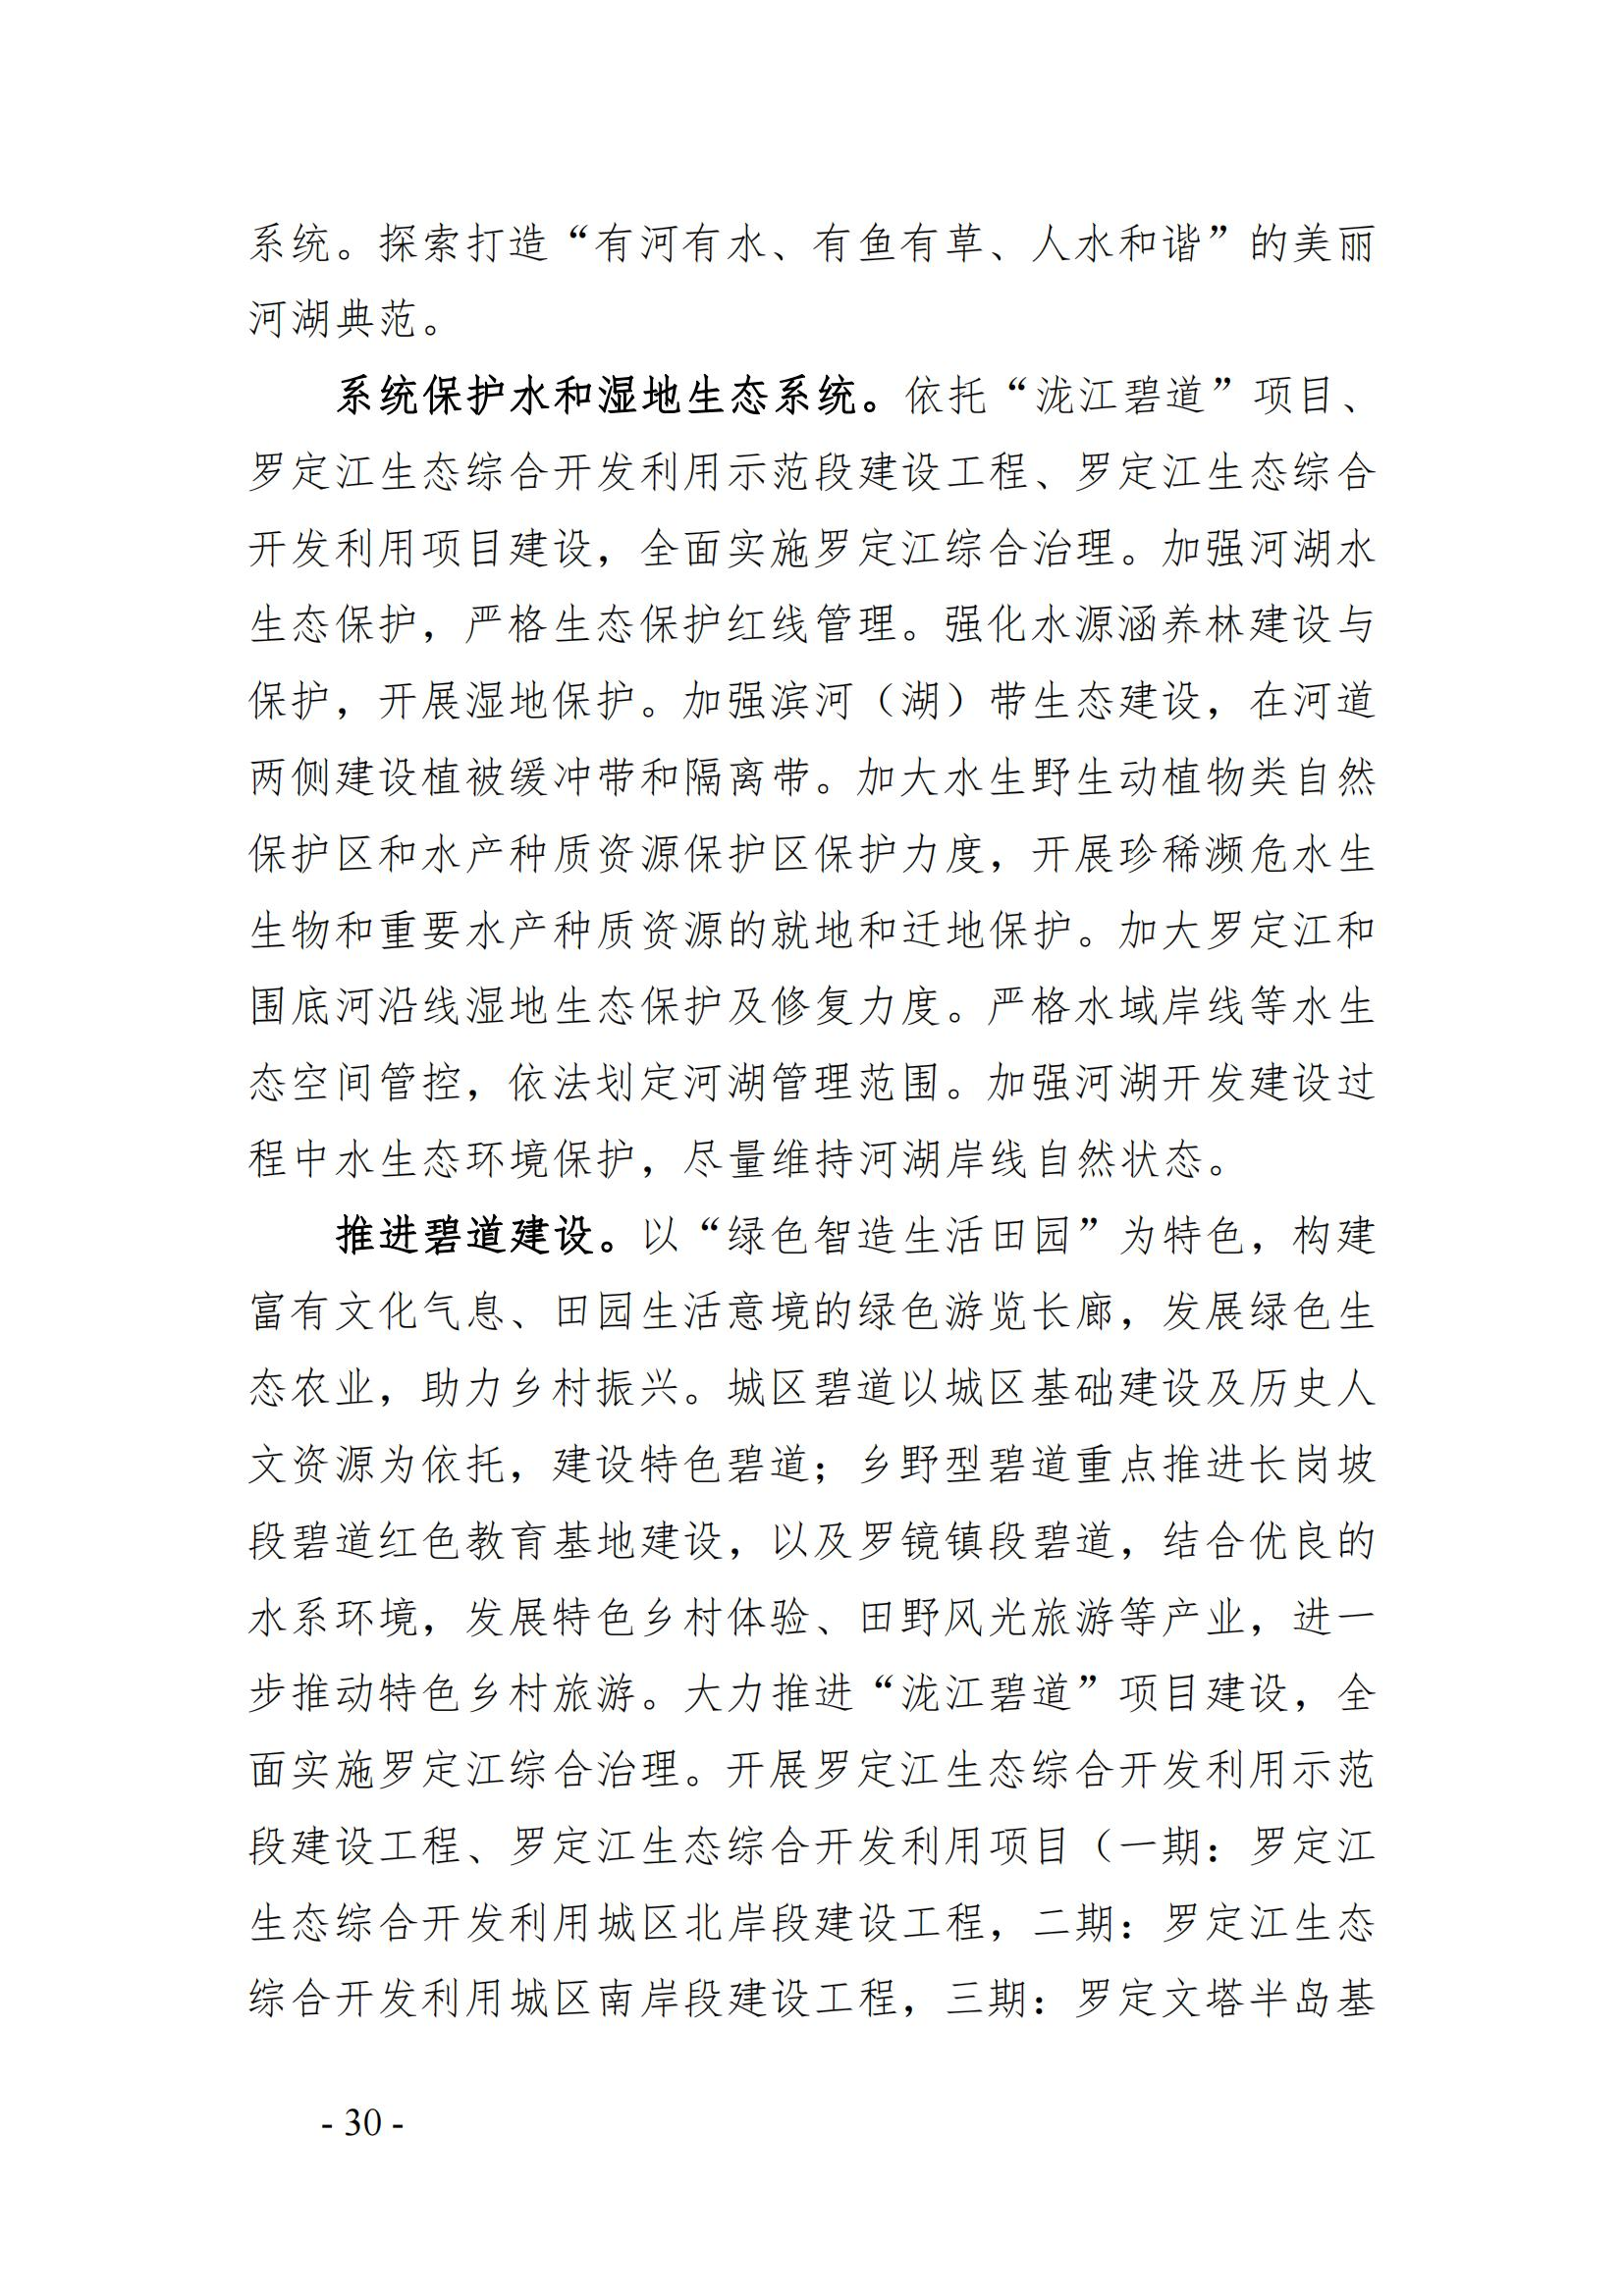 系统。探索打造“有河有水、有鱼有草、人水和谐”的美丽
河湖典范。
系统保护水和湿地生态系统。依托“泷江碧道”项目、
罗定江生态综合开发利用示范段建设工程、罗定江生态综合
开发利用项目建设，全面实施罗定江综合治理。加强河湖水
生态保护，严格生态保护红线管理。强化水源涵养林建设与
保护，开展湿地保护。加强滨河（湖）带生态建设，在河道
两侧建设植被缓冲带和隔离带。加大水生野生动植物类自然
保护区和水产种质资源保护区保护力度，开展珍稀濒危水生
生物和重要水产种质资源的就地和迁地保护。加大罗定江和
围底河沿线湿地生态保护及修复力度。严格水域岸线等水生
态空间管控，依法划定河湖管理范围。加强河湖开发建设过
程中水生态环境保护，尽量维持河湖岸线自然状态。
推进碧道建设。以“绿色智造生活田园”为特色，构建
富有文化气息、田园生活意境的绿色游览长廊，发展绿色生
态农业，助力乡村振兴。城区碧道以城区基础建设及历史人
文资源为依托，建设特色碧道；乡野型碧道重点推进长岗坡
段碧道红色教育基地建设，以及罗镜镇段碧道，结合优良的
水系环境，发展特色乡村体验、田野风光旅游等产业，进一
步推动特色乡村旅游。大力推进“泷江碧道”项目建设，全
面实施罗定江综合治理。开展罗定江生态综合开发利用示范
段建设工程、罗定江生态综合开发利用项目（一期：罗定江
生态综合开发利用城区北岸段建设工程，二期：罗定江生态
综合开发利用城区南岸段建设工程，三期：罗定文塔半岛基
- 30 -